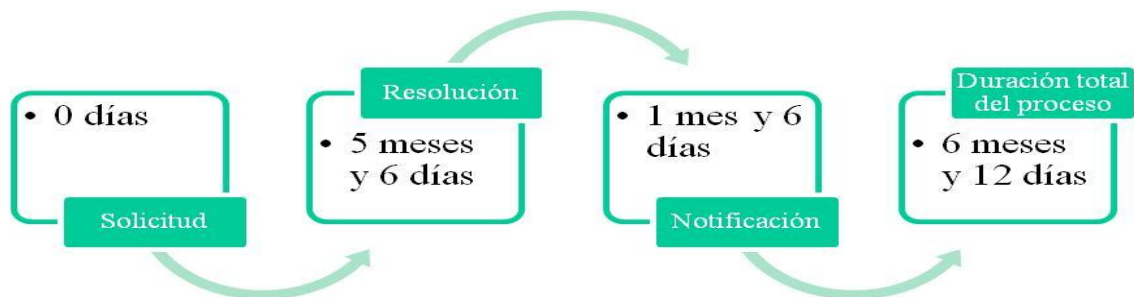 • 0 días
Solicitud
Resolución
• 5 meses
y 6 días
• 1 mes y 6
días
Notificación
Duración total
del proceso
• 6 meses
y 12 días